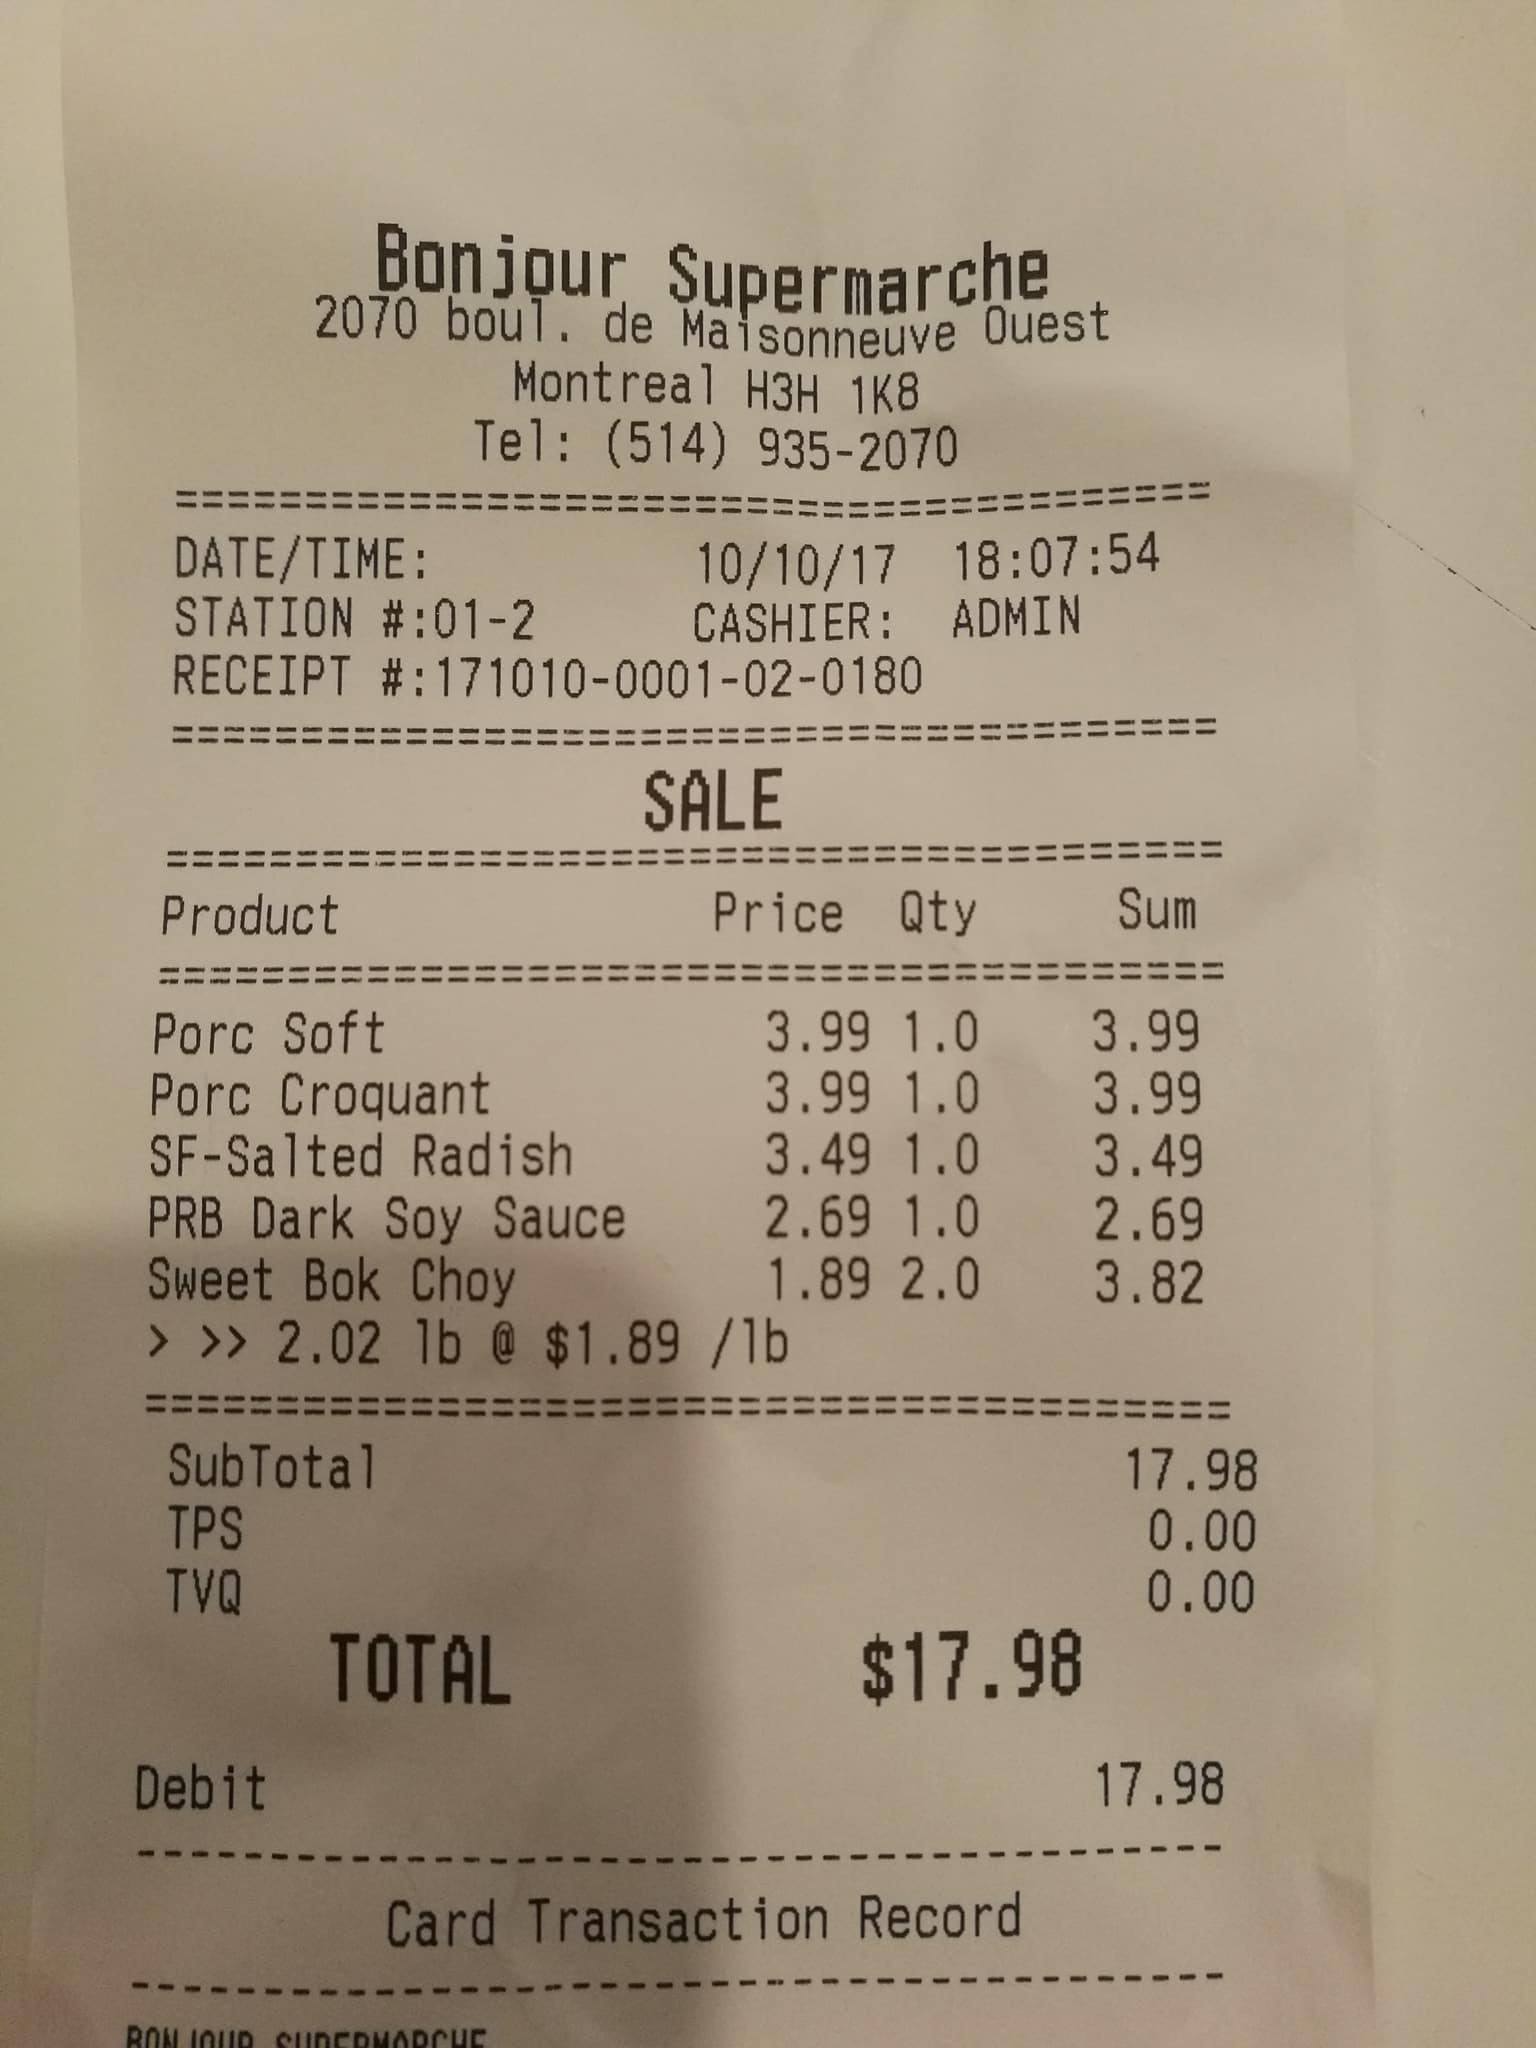 Bonjour Supermarche
2070 boul. de Maisonneuve Ouest
Montreal H3H 1K8
Tel: (514) 935-2070
========================================
DATE/TIME: 10/10/17 18:07:54
STATION #:01-2 CASHIER: ADMIN
RECEIPT #:171010-0001-02-0180
========================================
SALE
========================================
Product Price Qty Sum
========================================
Porc Soft 3.99 1.0 3.99
Porc Croquant 3.99 1.0 3.99
SF-Salted Radish 3.49 1.0 3.49
PRB Dark Soy Sauce 2.69 1.0 2.69
Sweet Bok Choy 1.89 2.0 3.82
> >> 2.02 lb @ $1.89 /lb
========================================
SubTotal 17.98
TPS 0.00
TVQ 0.00
TOTAL $17.98
Debit 17.98
----------------------------------------
Card Transaction Record
----------------------------------------
BONJOUR SUPERMARCHE